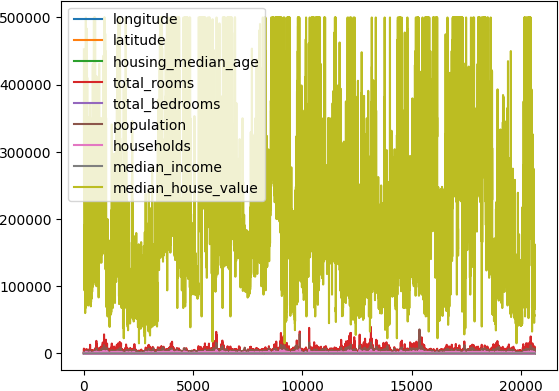 500000
400000
300000
200000
100000
0
longitude
latitude
housing_median_age
total_rooms
total_bedrooms
population
households
median_income
median_house_value
0 5000 10000 15000 20000